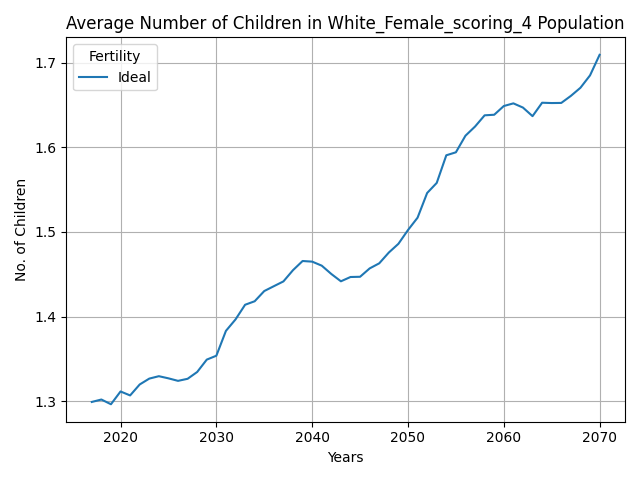 Average Number of Children in White_Female_scoring_4 Population
Fertility
Ideal
No. of Children
1.7
1.6
1.5
1.4
1.3
2020 2030 2040 2050 2060 2070
Years